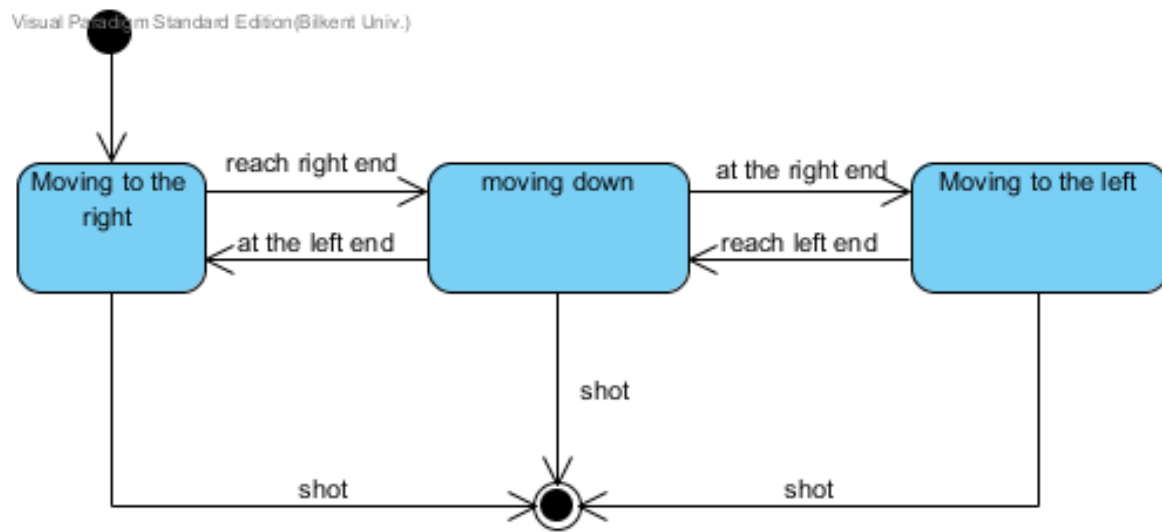 Visual Paradigm Standard Edition(Bilkent Univ.)
reach right end
at the right end
Moving to the
right
moving down
Moving to the left
at the left end
reach left end
shot
shot
shot